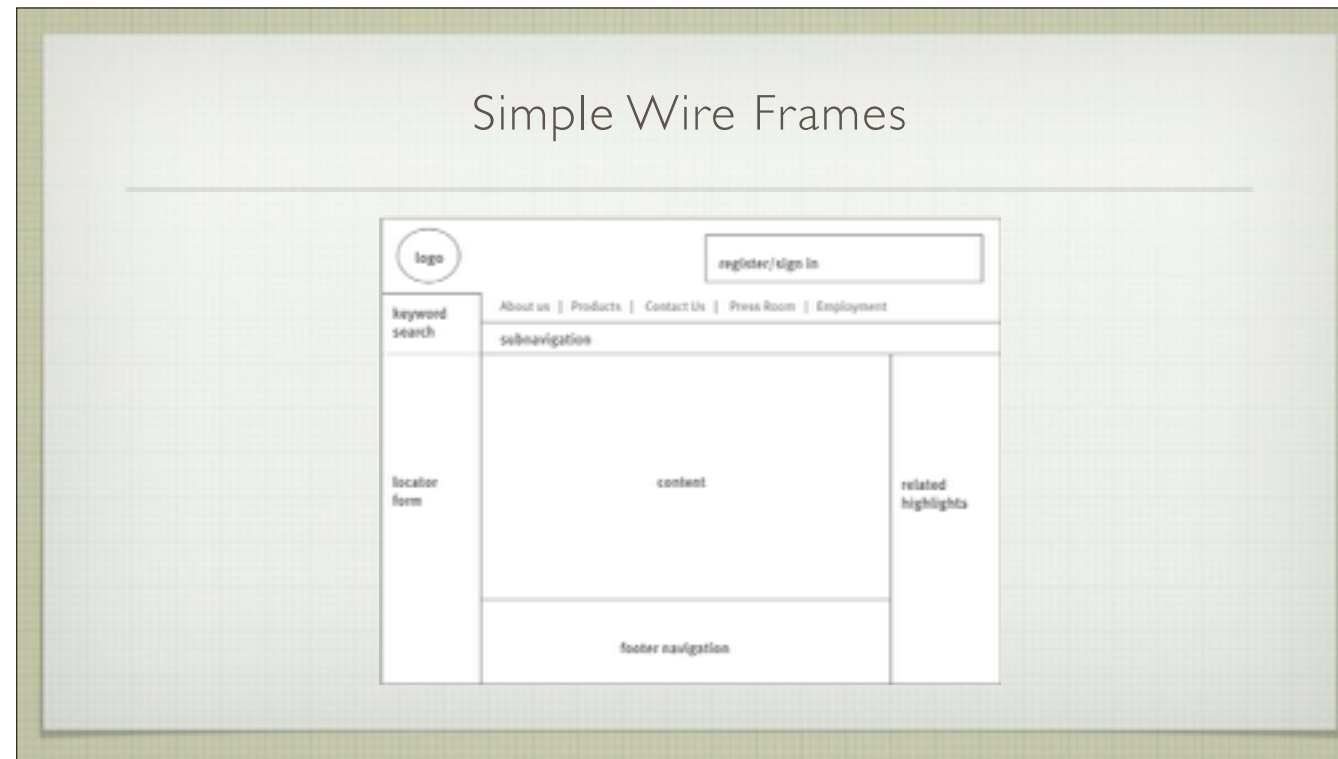 Simple Wire Frames
logo
register/sign in
keyword
search
About us | Products | Contact Us | Press Room | Employment
subnavigation
locator
form
content
related
highlights
footer navigation